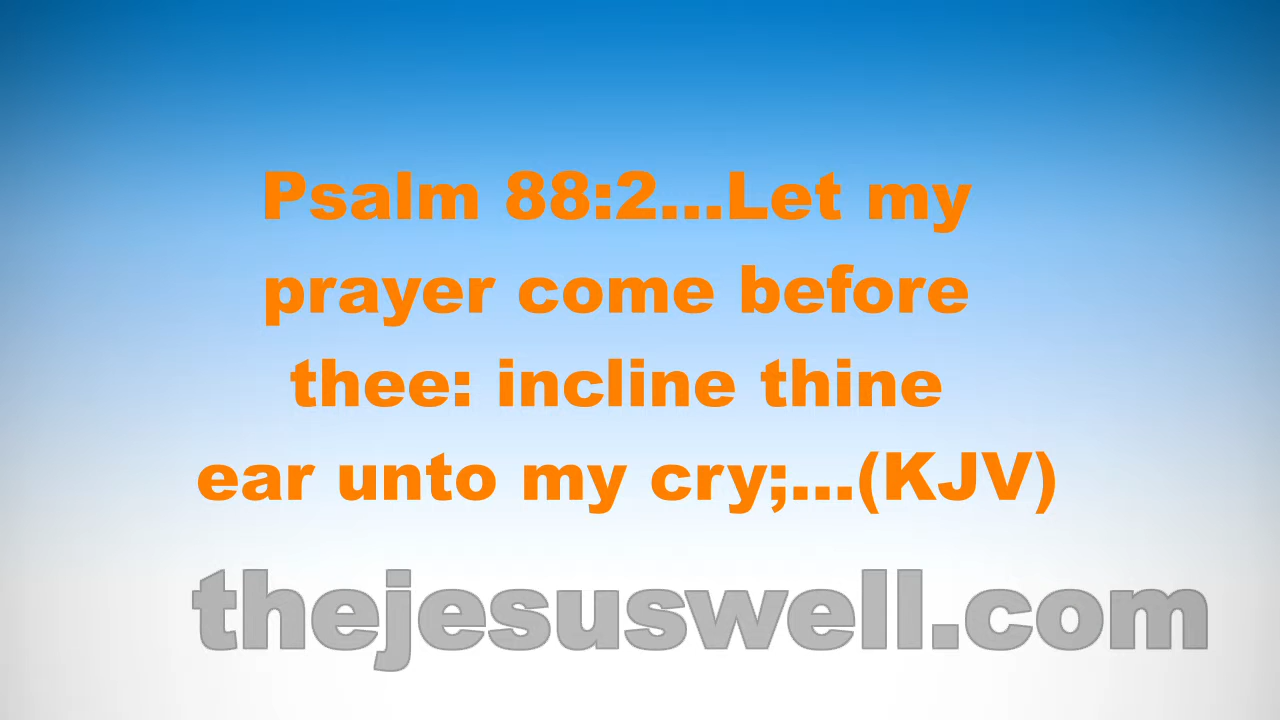 Psalm 88:2...Let my
prayer come before
thee: incline thine
ear unto my cry;...(KJV)
thejesuswell.com